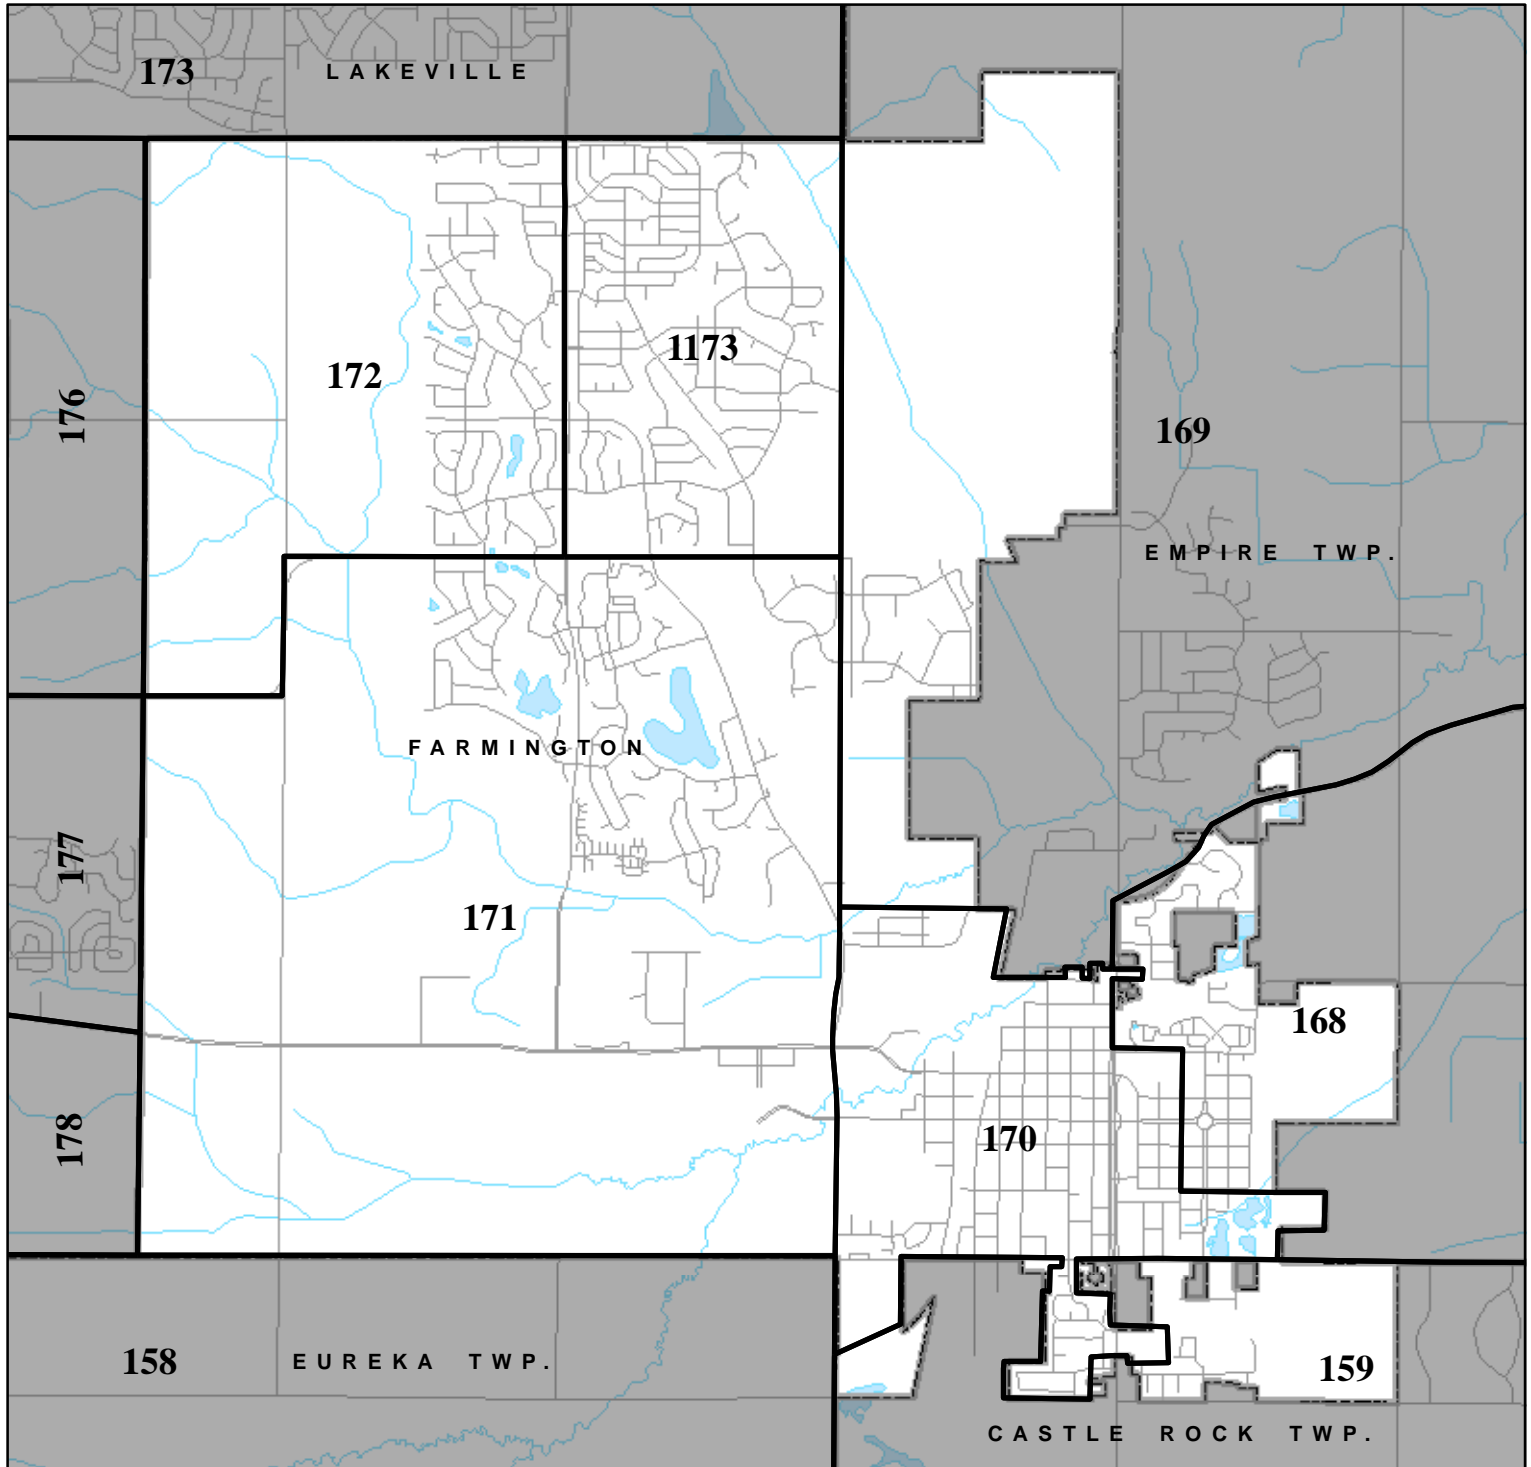 173
LAKEVILLE
1173
172
176
169
EMPIRE TWP.
FARMINGTON
177
171
168
178
170
158
EUREKA TWP.
159
CASTLE ROCK TWP.